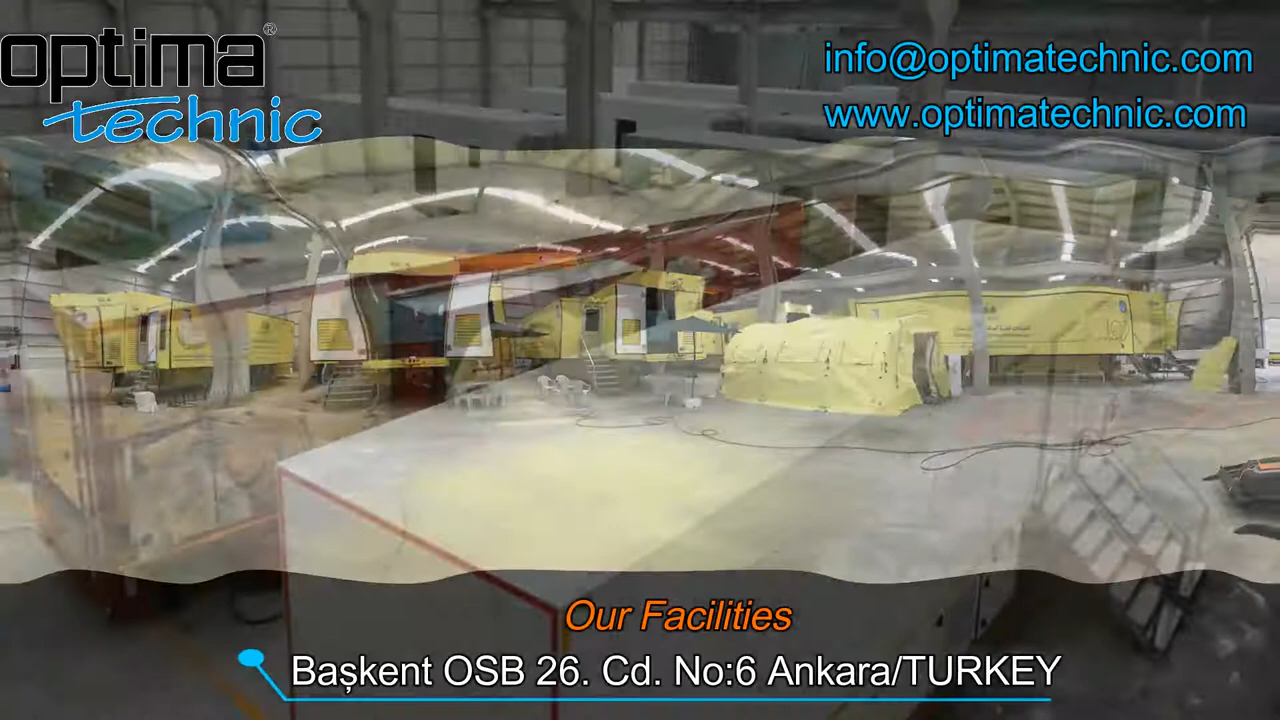 optima®
technic
info@optimatechnic.com
www.optimatechnic.com
Our Facilities
Başkent OSB 26. Cd. No:6 Ankara/TURKEY